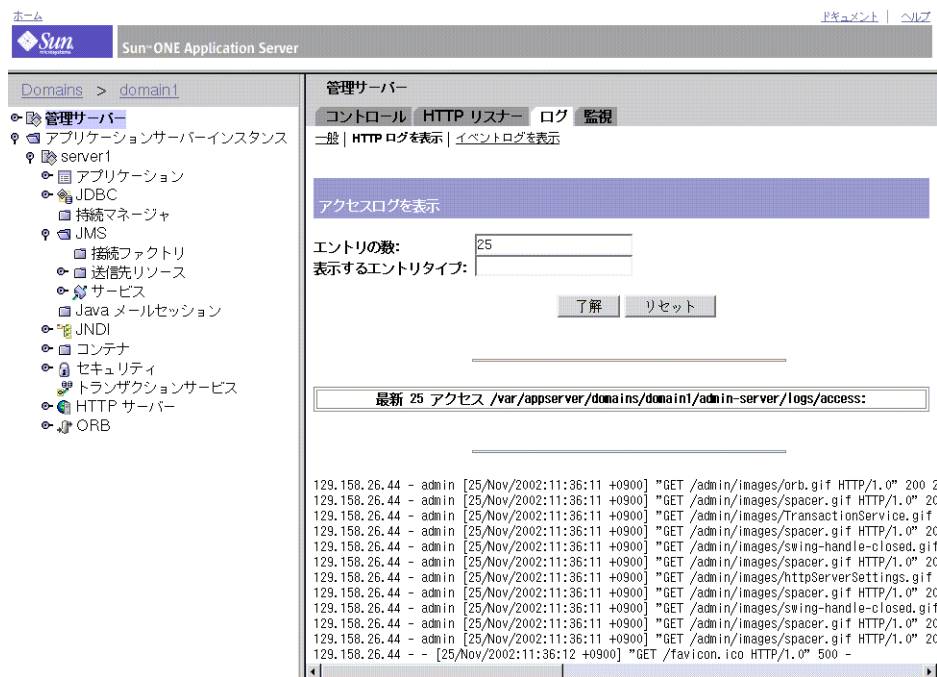 ホーム
ドキュメント | ヘルプ
Sun
microsystems
Sun™ ONE Application Server
Domains > domain1
管理サーバー
アプリケーションサーバーインスタンス
server1
アプリケーション
JDBC
持続マネージャ
JMS
接続ファクトリ
送信先リソース
サービス
Java メールセッション
JNDI
コンテナ
セキュリティ
トランザクションサービス
HTTP サーバー
ORB
管理サーバー
コントロール HTTP リスナー ログ 監視
一般 | HTTP ログを表示 | イベントログを表示
アクセスログを表示
エントリの数: 25
表示するエントリタイプ:
了解 リセット
最新 25 アクセス /var/appserver/domains/domain1/admin-server/logs/access:
129.158.26.44 - admin [25/Nov/2002:11:36:11 +0900] "GET /admin/images/orb.gif HTTP/1.0" 200 2
129.158.26.44 - admin [25/Nov/2002:11:36:11 +0900] "GET /admin/images/spacer.gif HTTP/1.0" 20
129.158.26.44 - admin [25/Nov/2002:11:36:11 +0900] "GET /admin/images/TransactionService.gif
129.158.26.44 - admin [25/Nov/2002:11:36:11 +0900] "GET /admin/images/spacer.gif HTTP/1.0" 20
129.158.26.44 - admin [25/Nov/2002:11:36:11 +0900] "GET /admin/images/swing-handle-closed.gif
129.158.26.44 - admin [25/Nov/2002:11:36:11 +0900] "GET /admin/images/spacer.gif HTTP/1.0" 20
129.158.26.44 - admin [25/Nov/2002:11:36:11 +0900] "GET /admin/images/httpServerSettings.gif
129.158.26.44 - admin [25/Nov/2002:11:36:11 +0900] "GET /admin/images/spacer.gif HTTP/1.0" 20
129.158.26.44 - admin [25/Nov/2002:11:36:11 +0900] "GET /admin/images/swing-handle-closed.gif
129.158.26.44 - admin [25/Nov/2002:11:36:11 +0900] "GET /admin/images/spacer.gif HTTP/1.0" 20
129.158.26.44 - admin [25/Nov/2002:11:36:11 +0900] "GET /admin/images/spacer.gif HTTP/1.0" 20
129.158.26.44 - - [25/Nov/2002:11:36:12 +0900] "GET /favicon.ico HTTP/1.0" 500 -